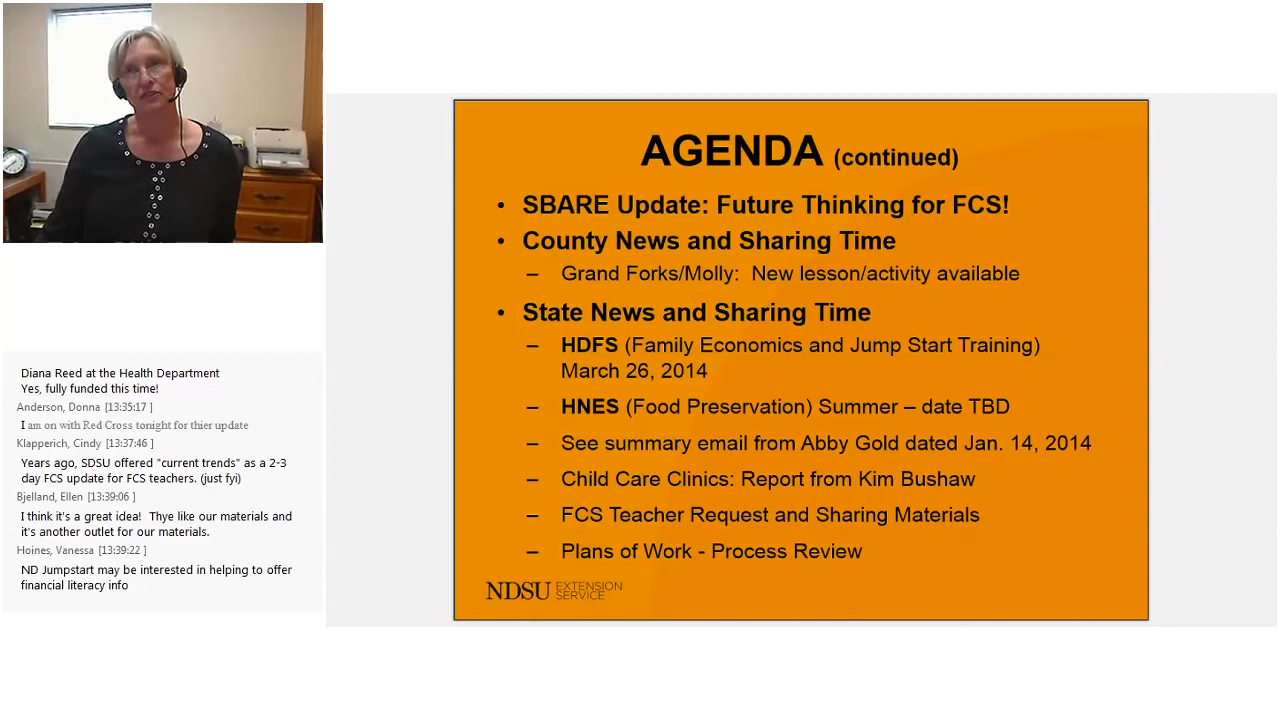 AGENDA (continued)
• SBARE Update: Future Thinking for FCS!
• County News and Sharing Time
– Grand Forks/Molly: New lesson/activity available
• State News and Sharing Time
– HDFS (Family Economics and Jump Start Training)
March 26, 2014
– HNES (Food Preservation) Summer – date TBD
– See summary email from Abby Gold dated Jan. 14, 2014
– Child Care Clinics: Report from Kim Bushaw
– FCS Teacher Request and Sharing Materials
– Plans of Work - Process Review
NDSU EXTENSION
SERVICE
Diana Reed at the Health Department
Yes, fully funded this time!
Anderson, Donna [13:35:17 ]
I am on with Red Cross tonight for thier update
Klapperich, Cindy [13:37:46 ]
Years ago, SDSU offered "current trends" as a 2-3
day FCS update for FCS teachers. (just fyi)
Bjelland, Ellen [13:39:06 ]
I think it's a great idea! Thye like our materials and
it's another outlet for our materials.
Hoines, Vanessa [13:39:22 ]
ND Jumpstart may be interested in helping to offer
financial literacy info